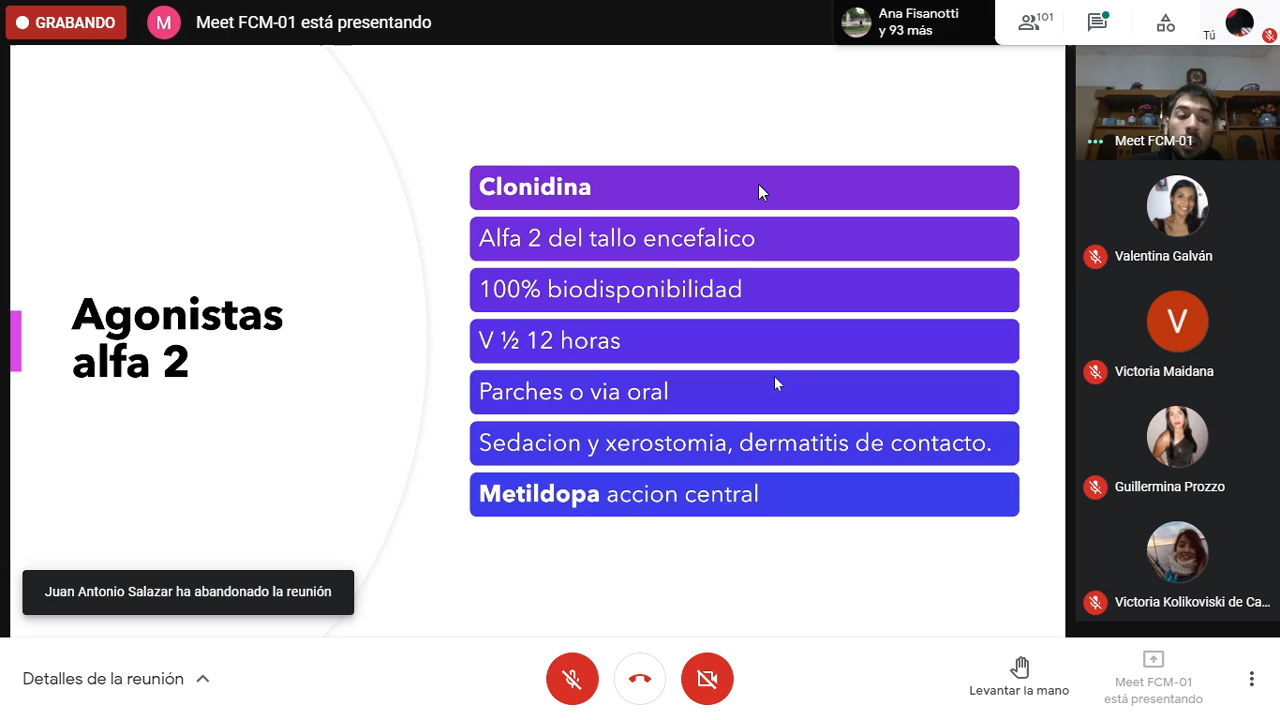 GRABANDO
M
Meet FCM-01 está presentando
Ana Fisanotti
y 93 más
101
Tú
Meet FCM-01
Agonistas
alfa 2
Clonidina
Alfa 2 del tallo encefalico
100% biodisponibilidad
V ½ 12 horas
Parches o via oral
Sedacion y xerostomia, dermatitis de contacto.
Metildopa accion central
Valentina Galván
V
Victoria Maidana
Guillermina Prozzo
Victoria Kolikoviski de Ca...
Juan Antonio Salazar ha abandonado la reunión
Detalles de la reunión
Levantar la mano
Meet FCM-01
está presentando